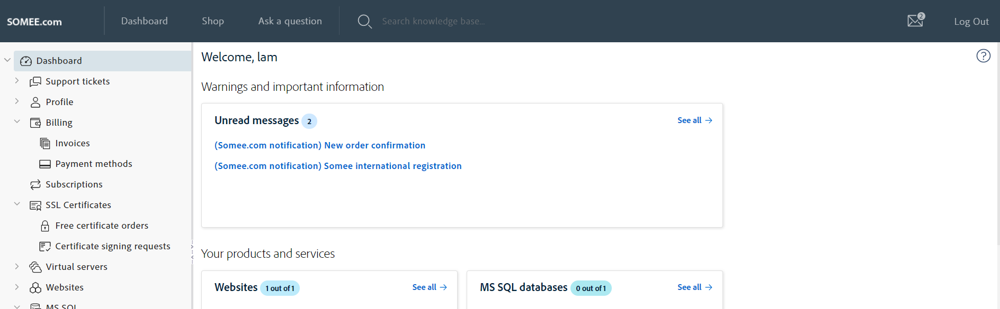 SOMEE.com
Dashboard
Shop
Ask a question
Search knowledge base...
2
Log Out
Dashboard
Support tickets
Profile
Billing
Invoices
Payment methods
Subscriptions
SSL Certificates
Free certificate orders
Certificate signing requests
Virtual servers
Websites
MS SQL
Welcome, lam
?
Warnings and important information
Unread messages 2
See all →
(Somee.com notification) New order confirmation
(Somee.com notification) Somee international registration
Your products and services
Websites 1 out of 1
See all →
MS SQL databases 0 out of 1
See all →